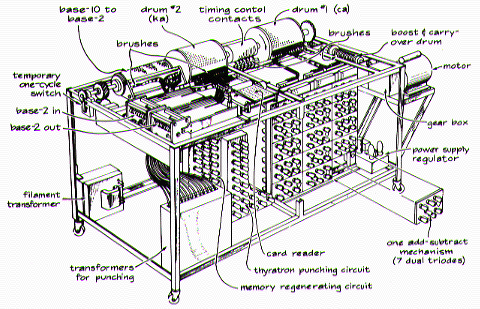 base-10 to
base-2
drum #2
(ka)
timing contol
contacts
drum #1 (ca)
brushes
brushes
boost & carry-
over drum
temporary
one-cycle
switch
motor
base-2 in
base-2 out
gear box
power supply
regulator
filament
transformer
card reader
one add-subtract
mechanism
(7 dual triodes)
transformers
for punching
thyratron punching circuit
memory regenerating circuit